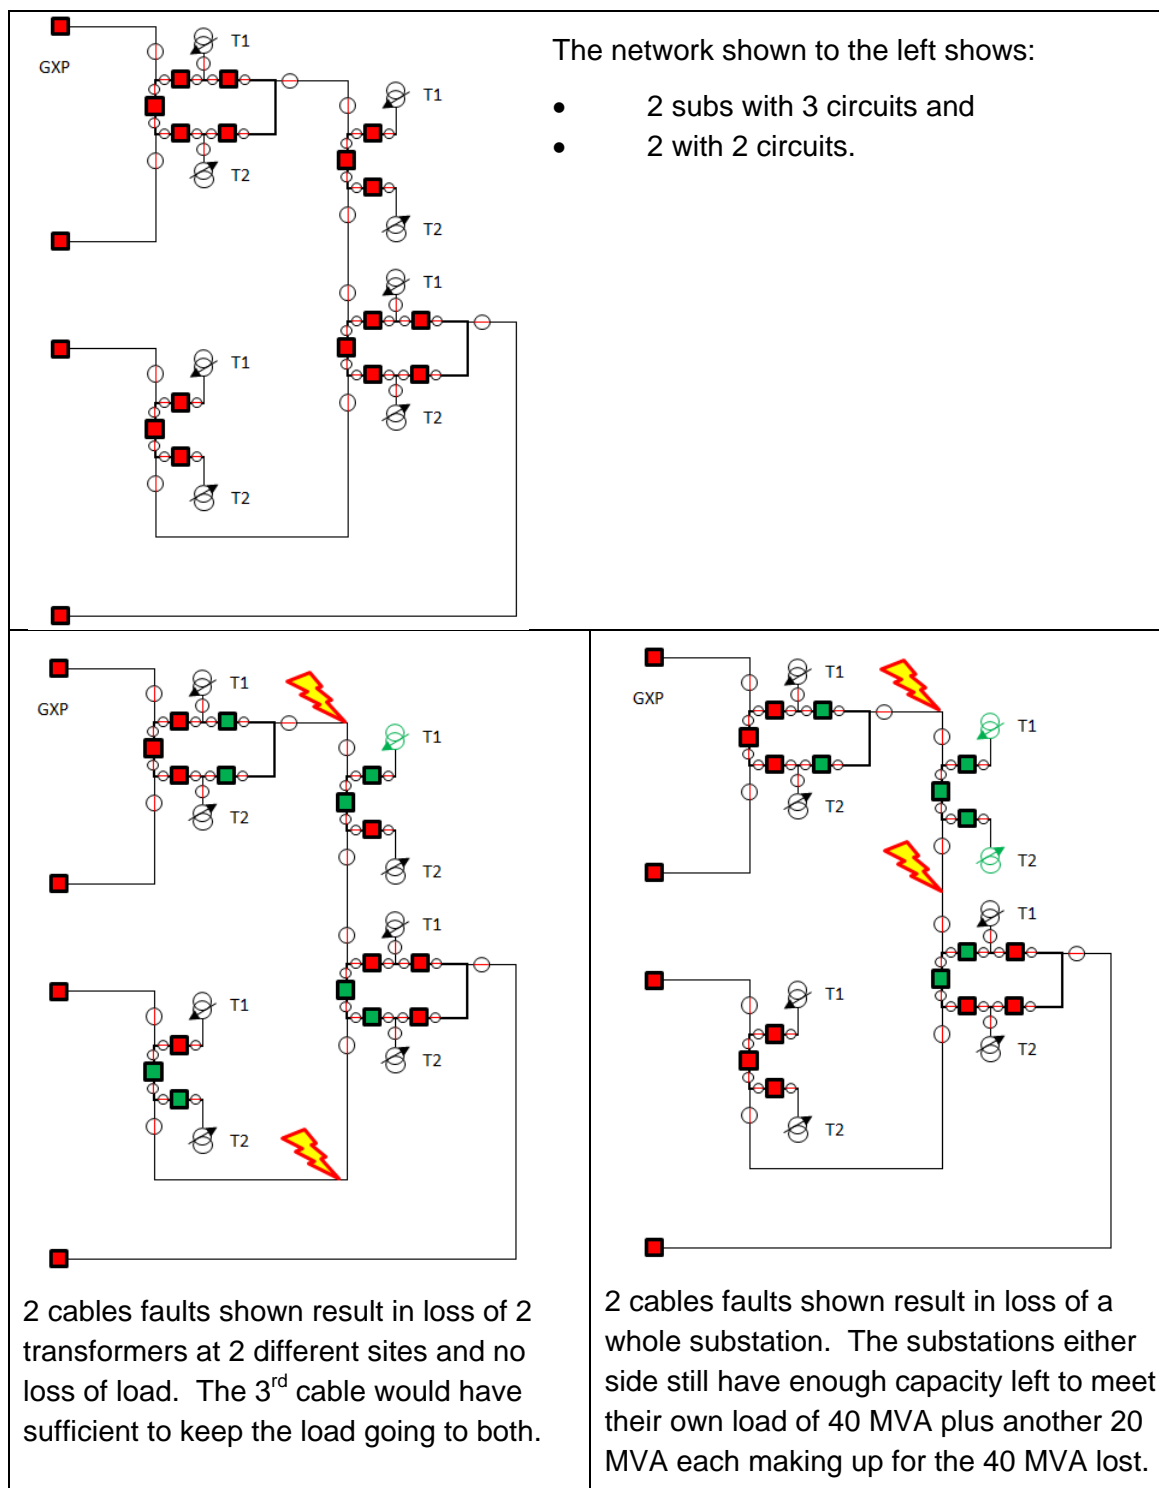 GXP
T1
T2
T1
T2
T1
T2
T1
T2
The network shown to the left shows:
• 2 subs with 3 circuits and
• 2 with 2 circuits.
GXP
T1
T2
T1
T2
T1
T2
T1
T2
2 cables faults shown result in loss of 2
transformers at 2 different sites and no
loss of load. The 3rd cable would have
sufficient to keep the load going to both.
GXP
T1
T2
T1
T2
T1
T2
T1
T2
2 cables faults shown result in loss of a
whole substation. The substations either
side still have enough capacity left to meet
their own load of 40 MVA plus another 20
MVA each making up for the 40 MVA lost.